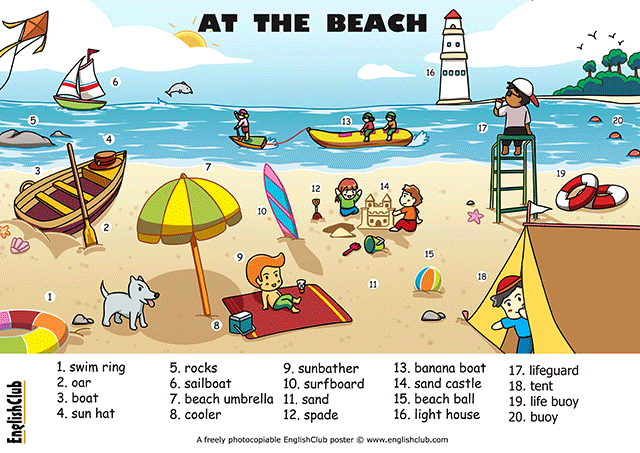 AT THE BEACH
6
16
5
13
17
20
4
7
3
12
14
19
10
2
9
15
11
18
1
8
1. swim ring
2. oar
3. boat
4. sun hat
5. rocks
6. sailboat
7. beach umbrella
8. cooler
9. sunbather
10. surfboard
11. sand
12. spade
13. banana boat
14. sand castle
15. beach ball
16. light house
17. lifeguard
18. tent
19. life buoy
20. buoy
EnglishClub
A freely photocopiable EnglishClub poster © www.englishclub.com